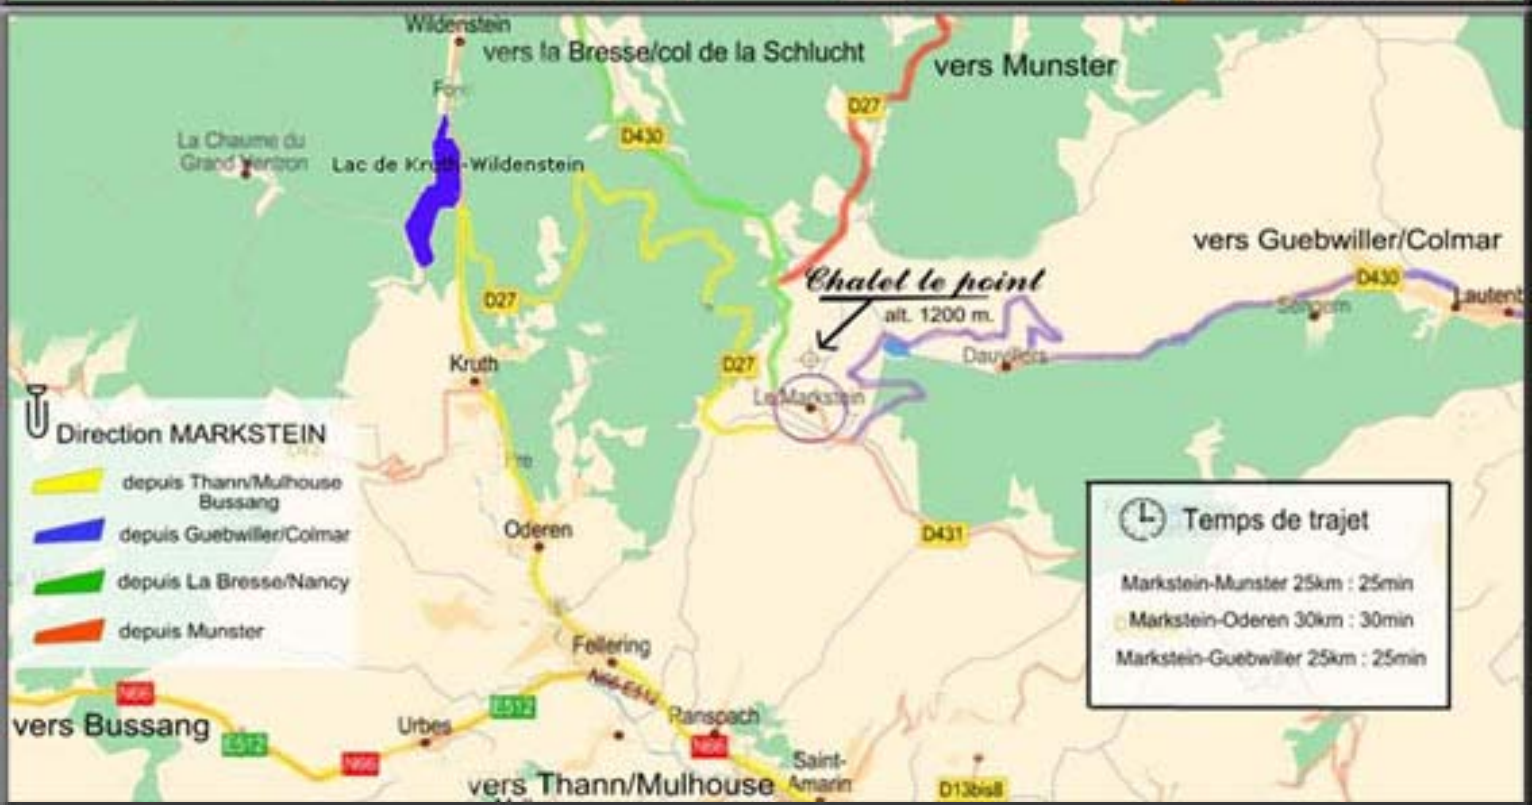 Wildenstein
vers la Bresse/col de la Schlucht
vers Munster
D27
La Chaume du
Grand Ventron
D430
Lac de Kruth-Wildenstein
vers Guebwiller/Colmar
D430
Lautenb
D27
Chalet le point
alt. 1200 m.
Kruth
D27
Le Markstein
Direction MARKSTEIN
depuis Thann/Mulhouse
Bussang
depuis Guebwiller/Colmar
depuis La Bresse/Nancy
depuis Munster
Oderen
D431
Temps de trajet
Markstein-Munster 25km : 25min
Markstein-Oderen 30km : 30min
Markstein-Guebwiller 25km : 25min
Fellering
N66
N66-E512
E512
vers Bussang
E512
Urbes
N66
Ranspach
N66
vers Thann/Mulhouse
Saint-
Amarin
D13bis8